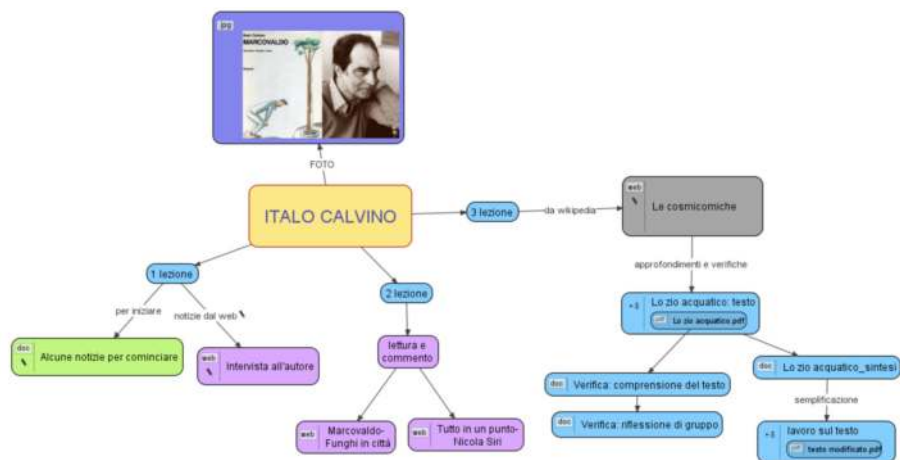 jpg
MARCOVALDO
FOTO
ITALO CALVINO
3 lezione
da wikipedia
web
Le cosmicomiche
1 lezione
2 lezione
approfondimenti e verifiche
per iniziare
notizie dal web
Lo zio acquatico: testo
Lo zio acquatico.pdf
doc
Alcune notizie per cominciare
web
Intervista all'autore
lettura e
commento
doc
Verifica: comprensione del testo
doc
Lo zio acquatico_sintesi
semplificazione
web
Marcovaldo-
Funghi in città
web
Tutto in un punto-
Nicola Siri
doc
Verifica: riflessione di gruppo
lavoro sul testo
testo modificato.pdf